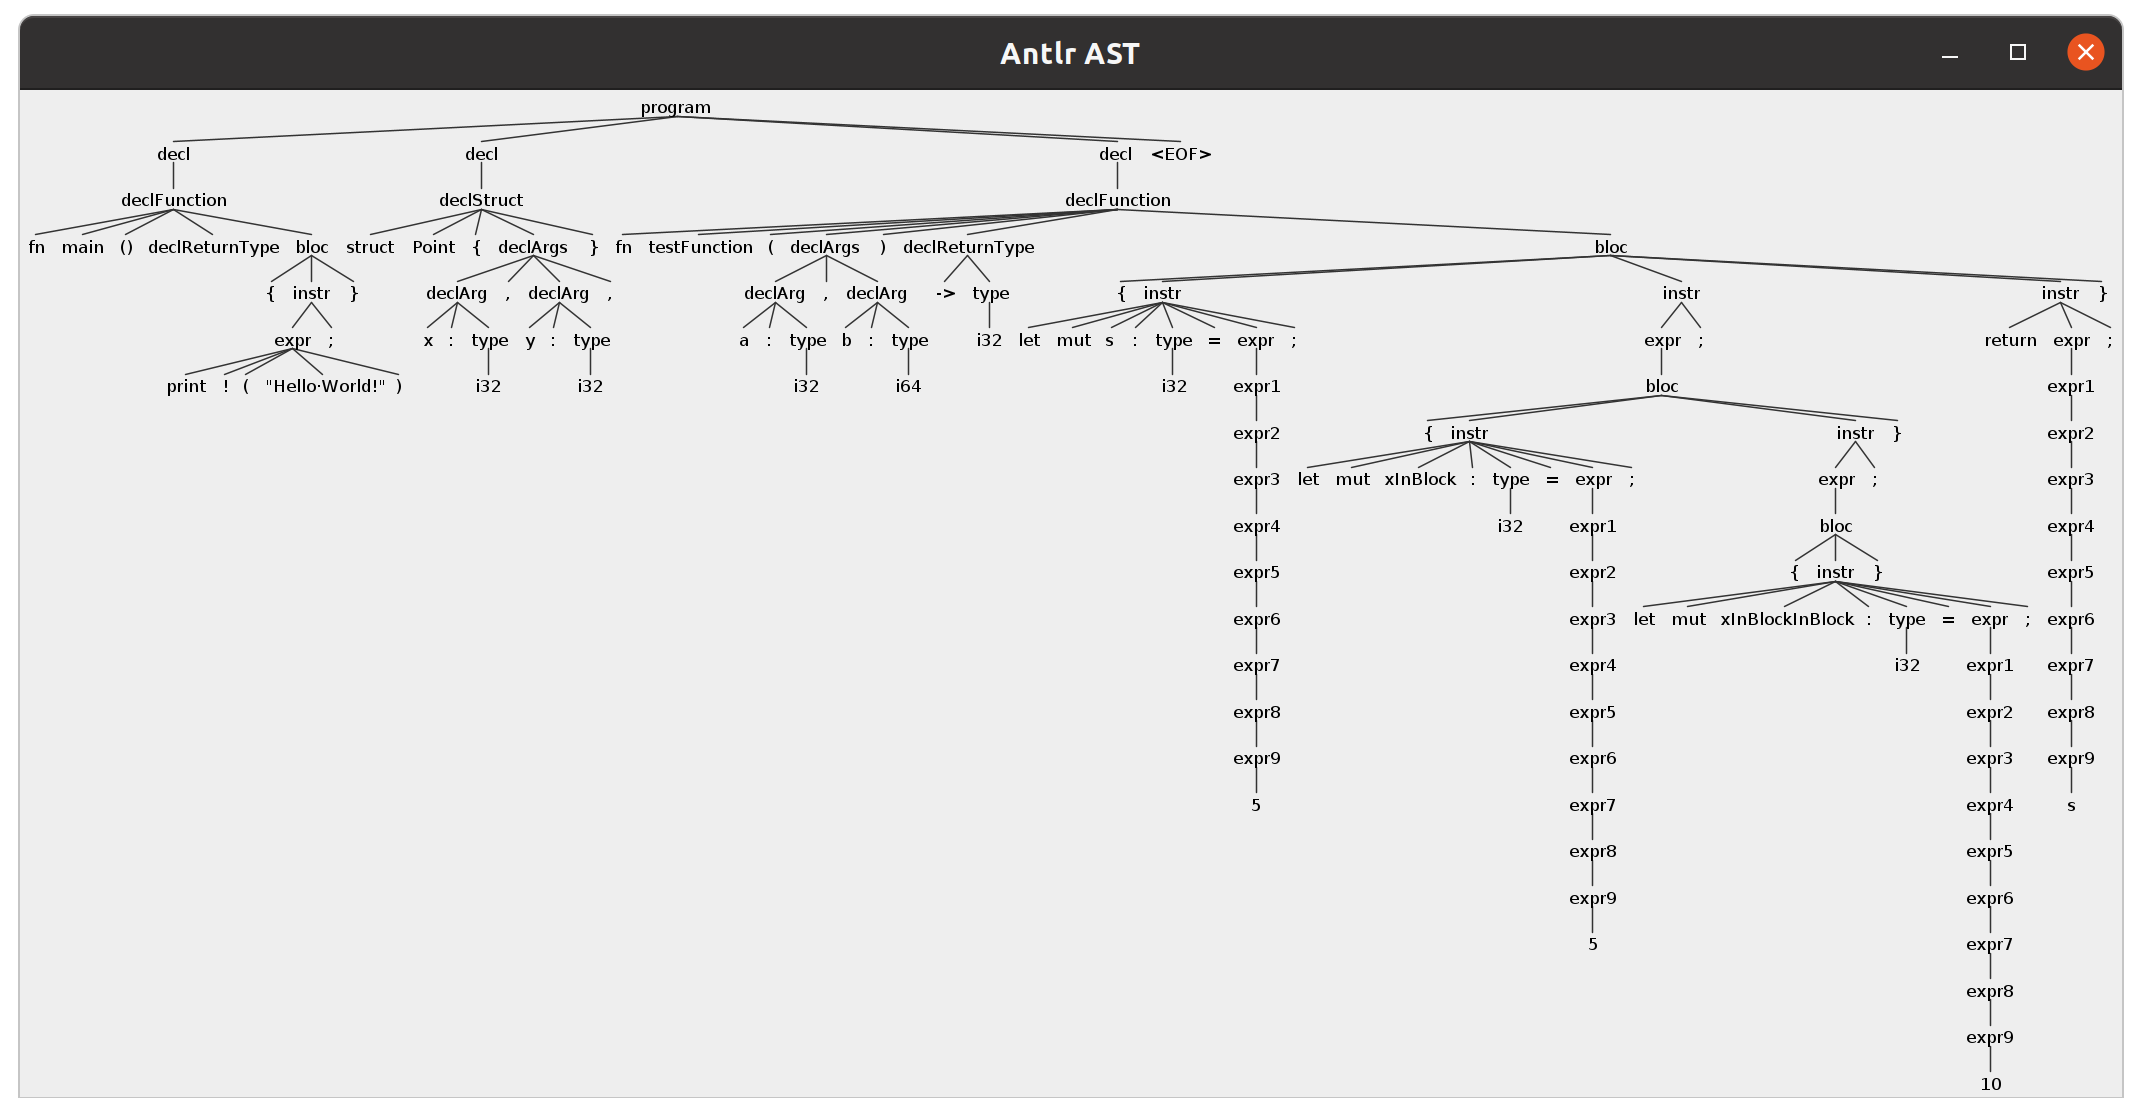 Antlr AST
program
decl decl decl <EOF>
declFunction declStruct declFunction
fn main () declReturnType bloc struct Point { declArgs } fn testFunction ( declArgs ) declReturnType bloc
{ instr } declArg , declArg , declArg , declArg -> type { instr instr instr }
expr ; x : type y : type a : type b : type i32 let mut s : type = expr ; expr ; return expr ;
print ! ( "Hello·World!" ) i32 i32 i32 i64 i32 expr1 bloc expr1
expr2 { instr instr } expr2
expr3 let mut xInBlock : type = expr ; expr ; expr3
expr4 i32 expr1 bloc expr4
expr5 expr2 { instr } expr5
expr6 expr3 let mut xInBlockInBlock : type = expr ; expr6
expr7 expr4 i32 expr1 expr7
expr8 expr5 expr2 expr8
expr9 expr6 expr3 expr9
5 expr7 expr4 s
expr8 expr5
expr9 expr6
5 expr7
expr8
expr9
10